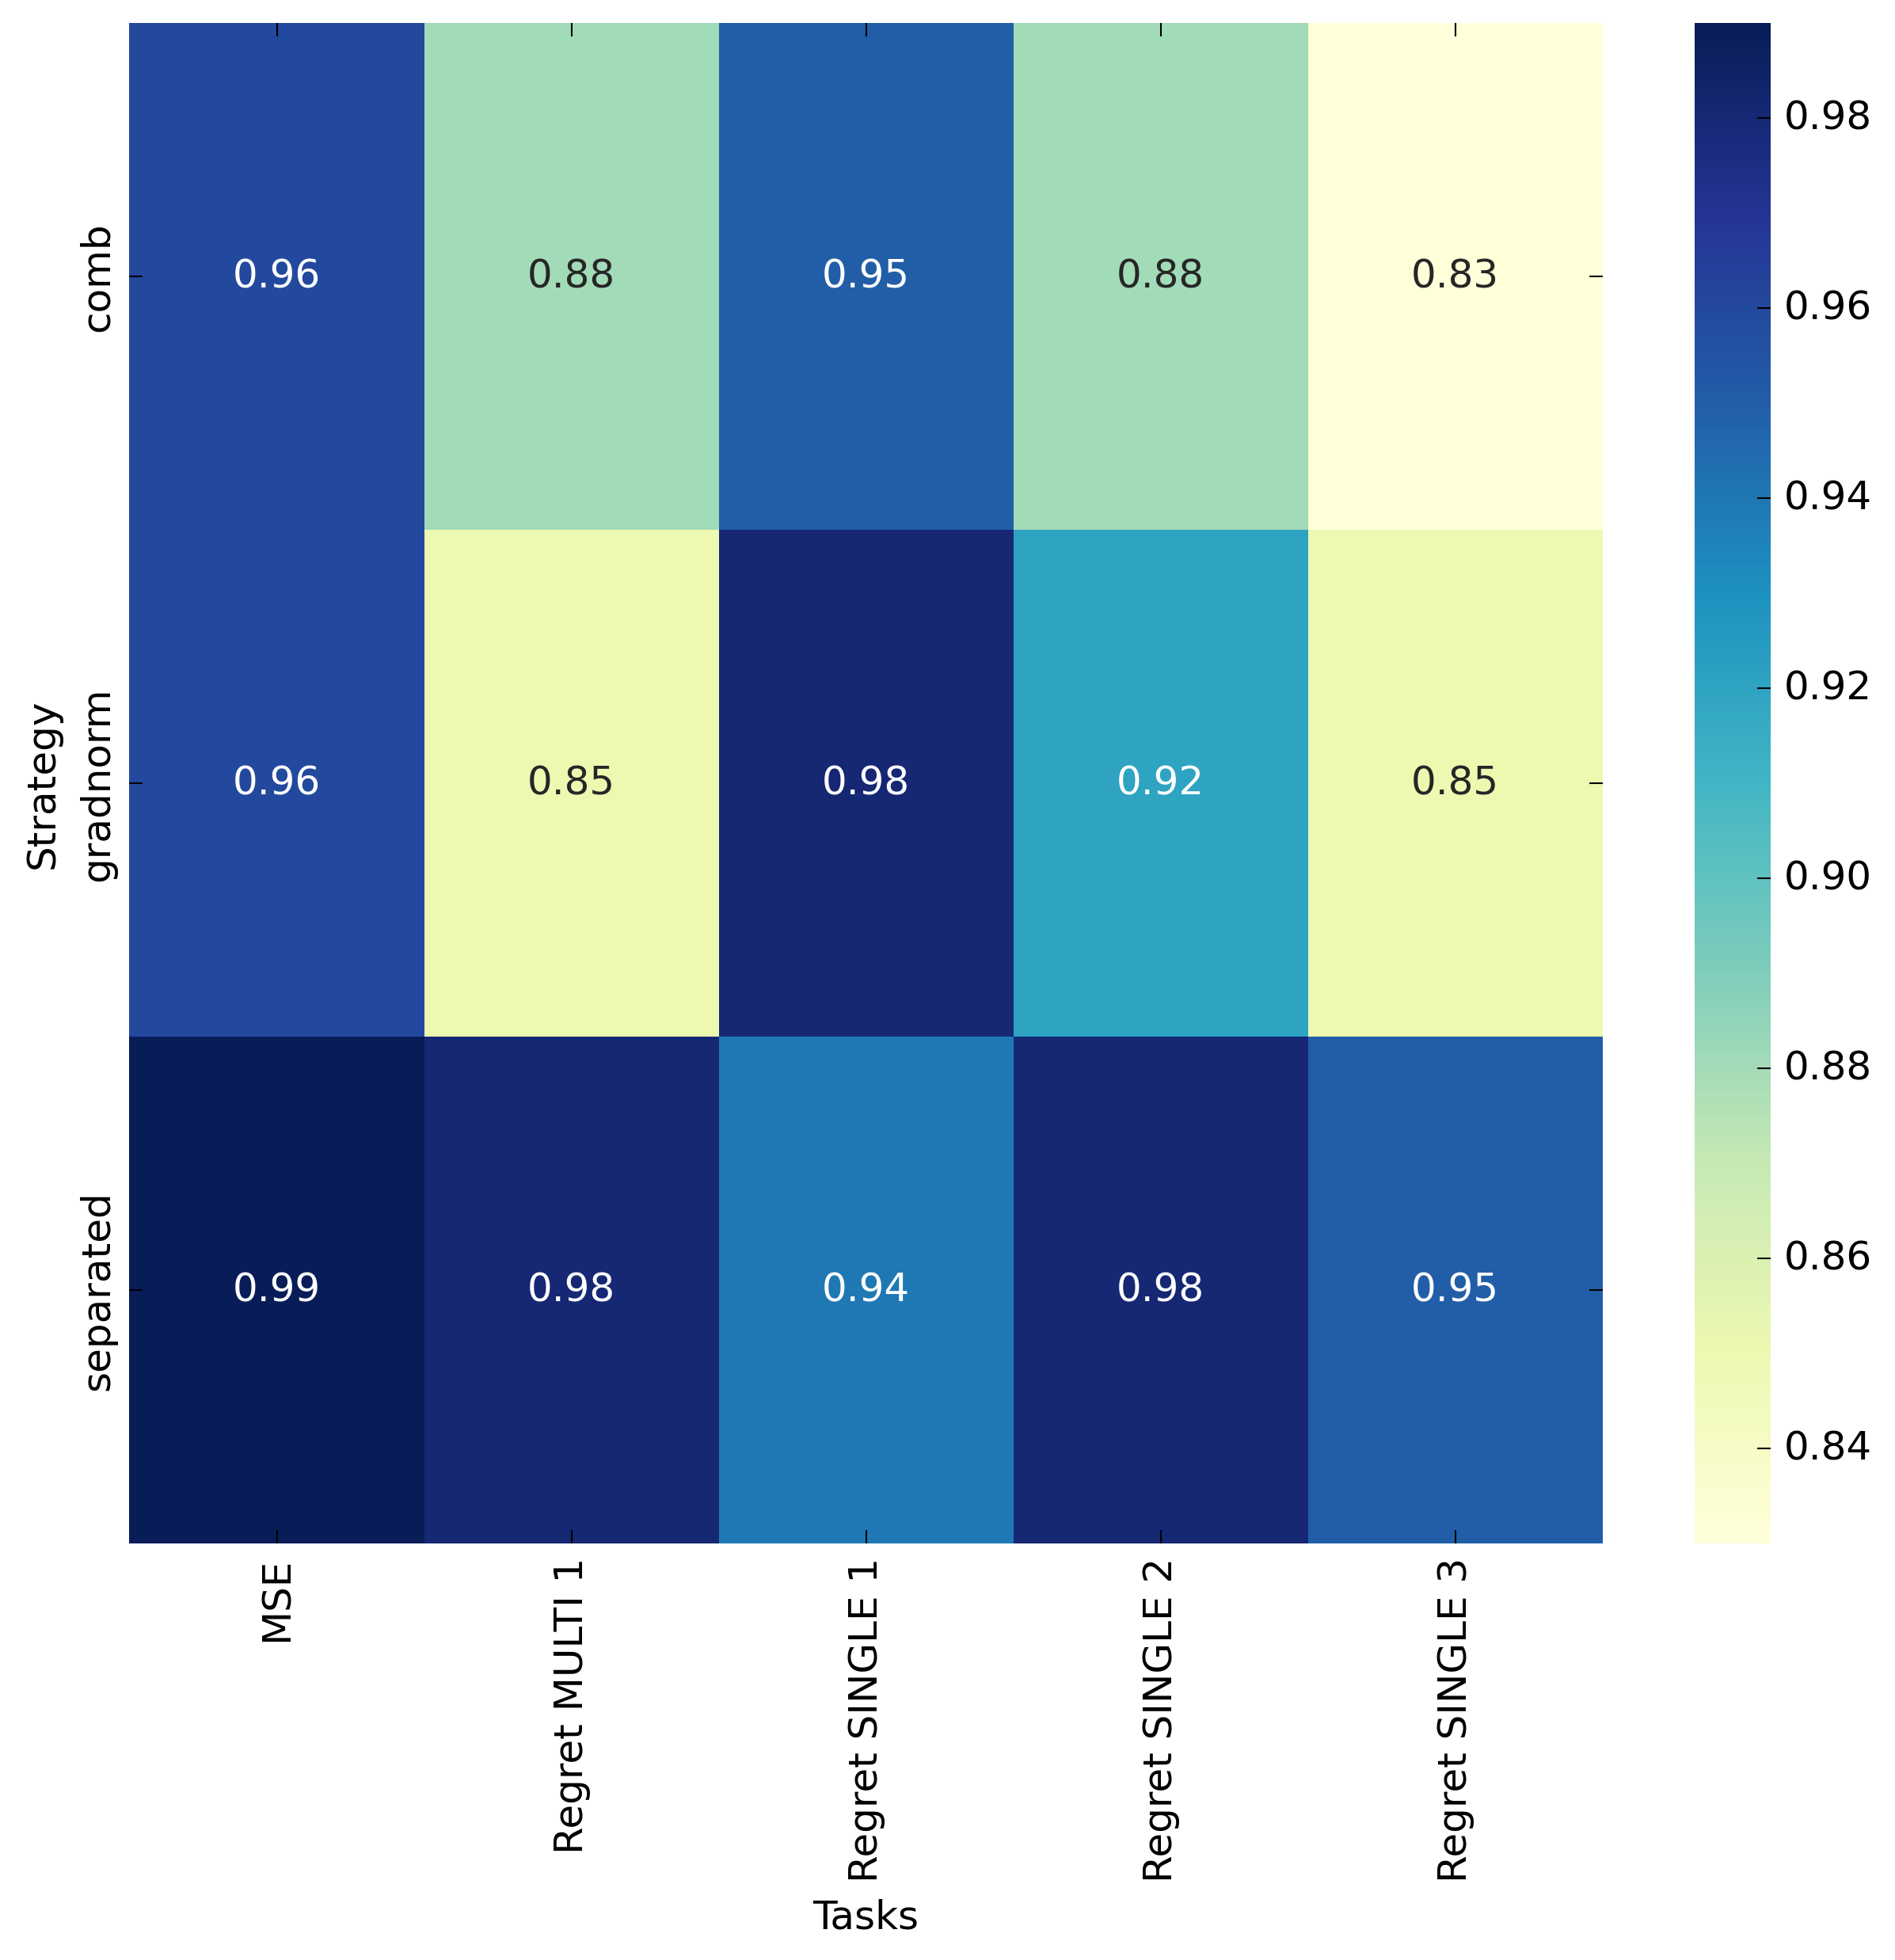 Strategy
comb
0.96 0.88 0.95 0.88 0.83
gradnorm
0.96 0.85 0.98 0.92 0.85
separated
0.99 0.98 0.94 0.98 0.95
MSE
Regret MULTI 1
Regret SINGLE 1
Regret SINGLE 2
Regret SINGLE 3
Tasks
0.98
0.96
0.94
0.92
0.90
0.88
0.86
0.84